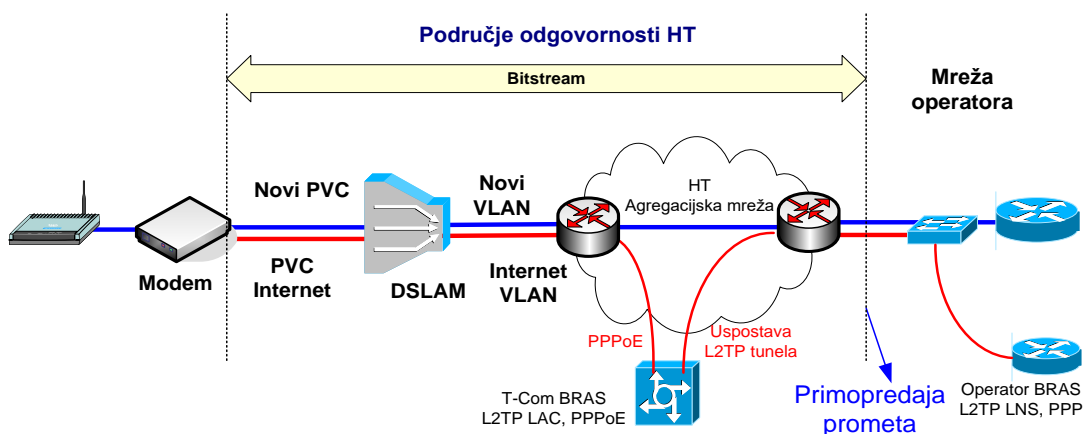 Područje odgovornosti HT
Bitstream
Mreža
operatora
Novi PVC
Novi
VLAN
HT
Agregacijska mreža
Modem
PVC
Internet
DSLAM
Internet
VLAN
PPPoE
Uspostava
L2TP tunela
T-Com BRAS
L2TP LAC, PPPoE
Primopredaja
prometa
Operator BRAS
L2TP LNS, PPP